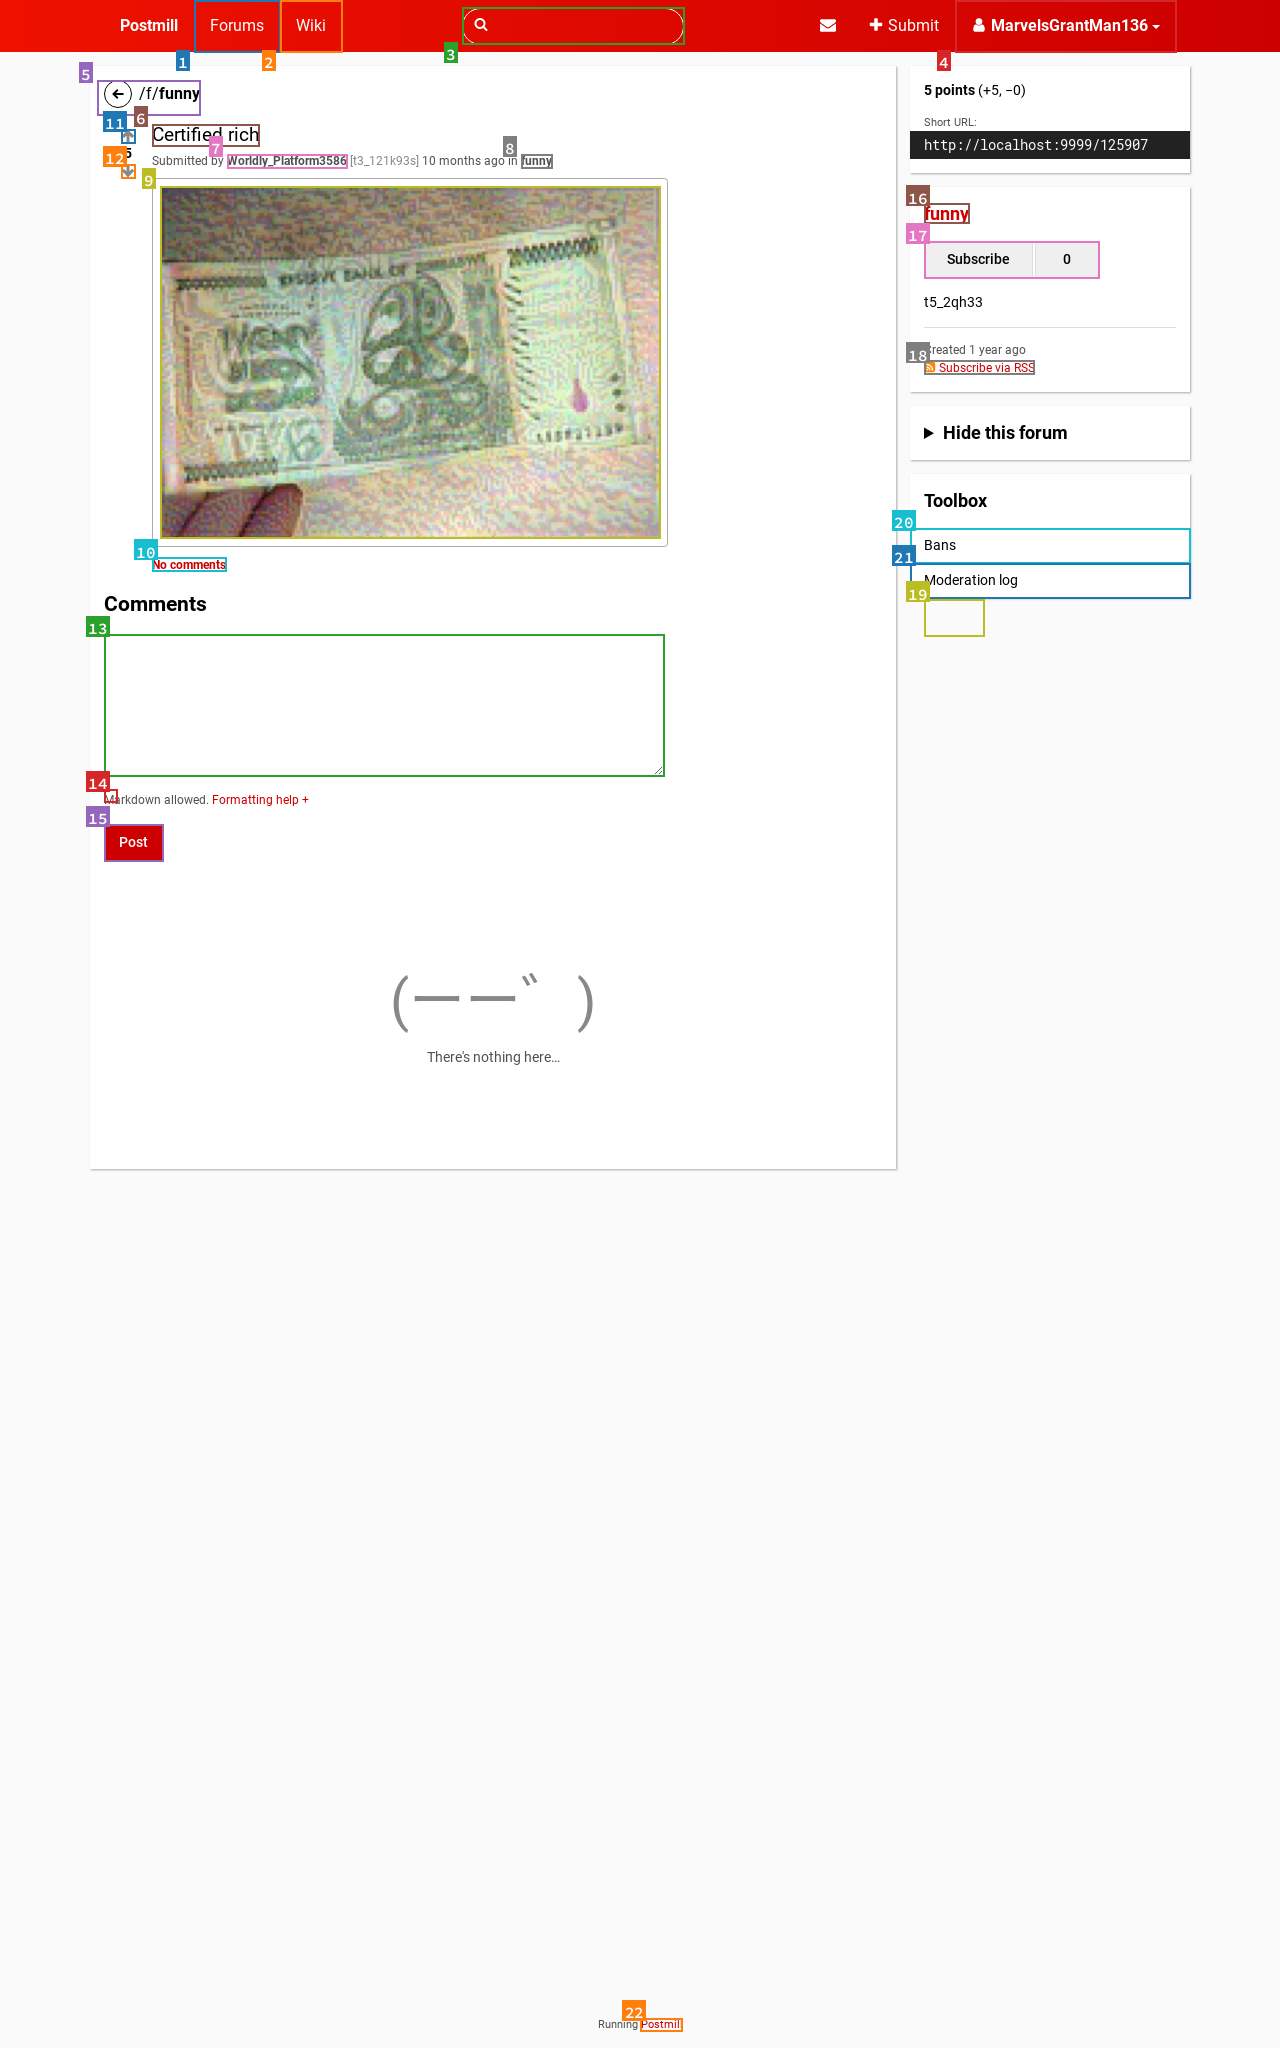 Postmill
Forums
Wiki
Submit
MarvelsGrantMan136
1
2
3
4
5
/f/funny
6
11
5
12
Certified rich
7
8
Submitted by Worldly_Platform3586 [t3_121k93s] 10 months ago in funny
9
10
No comments
Comments
13
14
Markdown allowed. Formatting help +
15
Post
(ーー゛)
There's nothing here…
5 points (+5, −0)
Short URL:
http://localhost:9999/125907
16
funny
17
Subscribe 0
t5_2qh33
18
Created 1 year ago
Subscribe via RSS
Hide this forum
Toolbox
20
Bans
21
Moderation log
19
22
Running Postmill